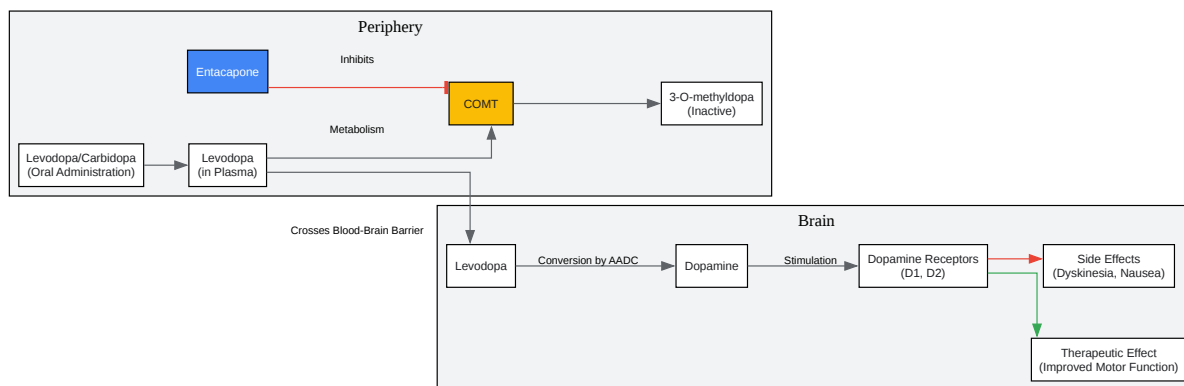 Periphery
Entacapone
Inhibits
COMT
3-O-methyldopa
(Inactive)
Metabolism
Levodopa/Carbidopa
(Oral Administration)
Levodopa
(in Plasma)
Crosses Blood-Brain Barrier
Brain
Levodopa
Conversion by AADC
Dopamine
Stimulation
Dopamine Receptors
(D1, D2)
Side Effects
(Dyskinesia, Nausea)
Therapeutic Effect
(Improved Motor Function)